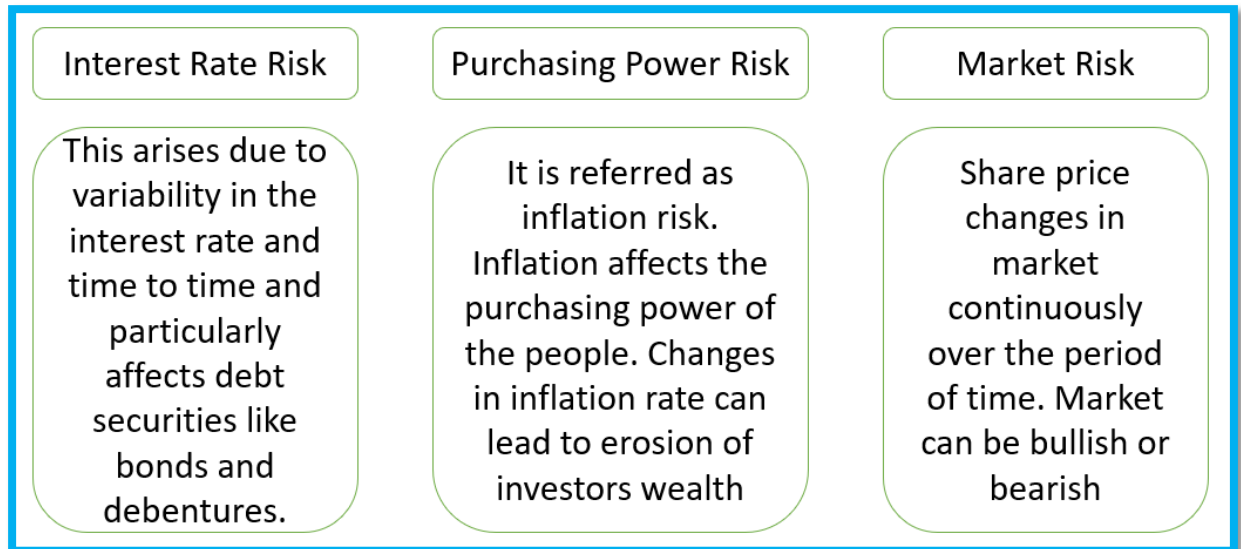 Interest Rate Risk
Purchasing Power Risk
Market Risk
This arises due to
variability in the
interest rate and
time to time and
particularly
affects debt
securities like
bonds and
debentures.
It is referred as
inflation risk.
Inflation affects the
purchasing power of
the people. Changes
in inflation rate can
lead to erosion of
investors wealth
Share price
changes in
market
continuously
over the period
of time. Market
can be bullish or
bearish